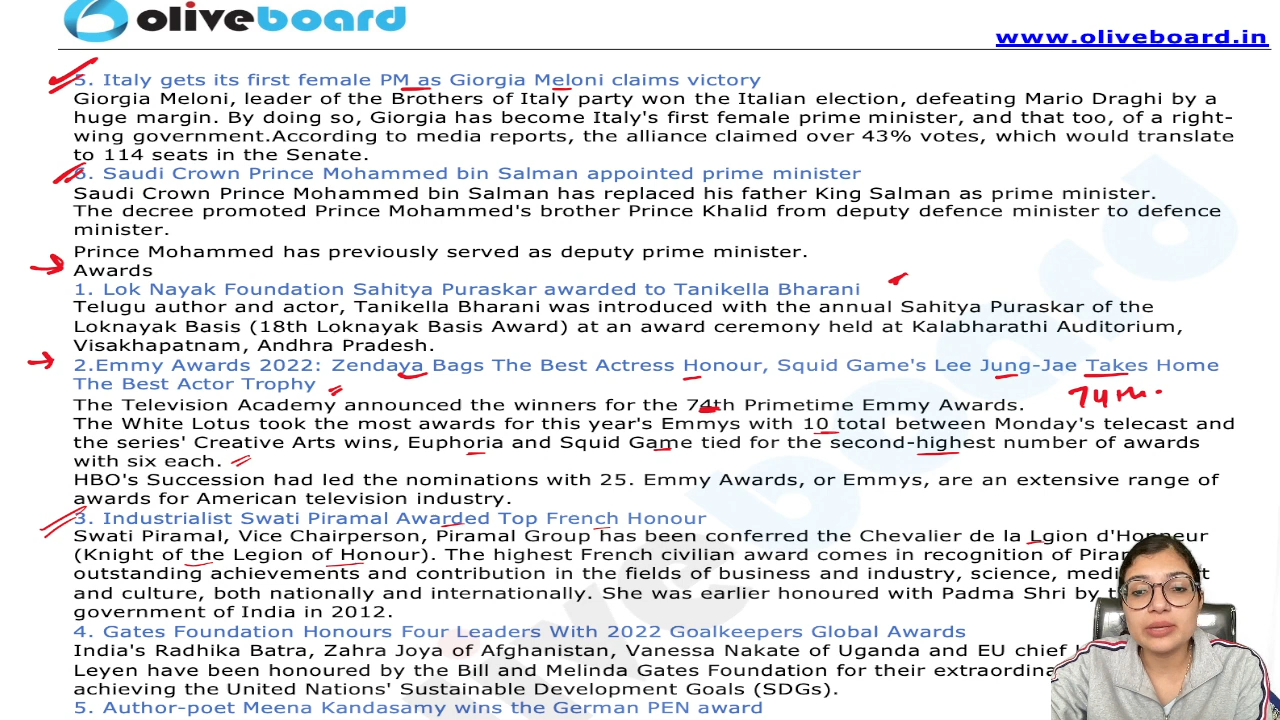 oliveboard
www.oliveboard.in
5. Italy gets its first female PM as Giorgia Meloni claims victory
Giorgia Meloni, leader of the Brothers of Italy party won the Italian election, defeating Mario Draghi by a
huge margin. By doing so, Giorgia has become Italy's first female prime minister, and that too, of a right-
wing government.According to media reports, the alliance claimed over 43% votes, which would translate
to 114 seats in the Senate.
6. Saudi Crown Prince Mohammed bin Salman appointed prime minister
Saudi Crown Prince Mohammed bin Salman has replaced his father King Salman as prime minister.
The decree promoted Prince Mohammed's brother Prince Khalid from deputy defence minister to defence
minister.
Prince Mohammed has previously served as deputy prime minister.
Awards
1. Lok Nayak Foundation Sahitya Puraskar awarded to Tanikella Bharani
Telugu author and actor, Tanikella Bharani was introduced with the annual Sahitya Puraskar of the
Loknayak Basis (18th Loknayak Basis Award) at an award ceremony held at Kalabharathi Auditorium,
Visakhapatnam, Andhra Pradesh.
2.Emmy Awards 2022: Zendaya Bags The Best Actress Honour, Squid Game's Lee Jung-Jae Takes Home
The Best Actor Trophy
74th.
The Television Academy announced the winners for the 74th Primetime Emmy Awards.
The White Lotus took the most awards for this year's Emmys with 10 total between Monday's telecast and
the series' Creative Arts wins, Euphoria and Squid Game tied for the second-highest number of awards
with six each.
HBO's Succession had led the nominations with 25. Emmy Awards, or Emmys, are an extensive range of
awards for American television industry.
3. Industrialist Swati Piramal Awarded Top French Honour
Swati Piramal, Vice Chairperson, Piramal Group has been conferred the Chevalier de la Lgion d'Honneur
(Knight of the Legion of Honour). The highest French civilian award comes in recognition of
outstanding achievements and contribution in the fields of business and industry, science,
and culture, both nationally and internationally. She was earlier honoured with Padma Shri by
government of India in 2012.
4. Gates Foundation Honours Four Leaders With 2022 Goalkeepers Global Awards
India's Radhika Batra, Zahra Joya of Afghanistan, Vanessa Nakate of Uganda and EU chief
Leyen have been honoured by the Bill and Melinda Gates Foundation for their
achieving the United Nations' Sustainable Development Goals (SDGs).
5. Author-poet Meena Kandasamy wins the German PEN award